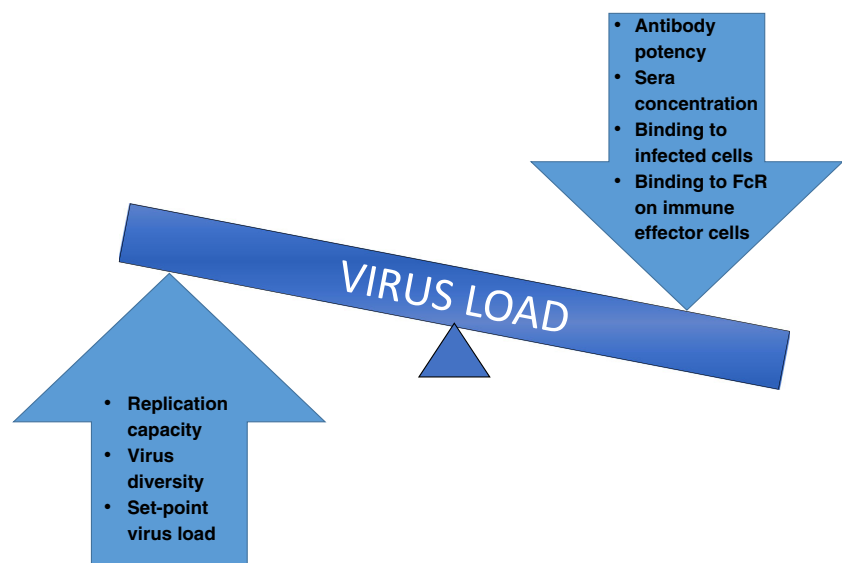 • Antibody
potency
• Sera
concentration
• Binding to
infected cells
• Binding to FcR
on immune
effector cells
VIRUS LOAD
• Replication
capacity
• Virus
diversity
• Set-point
virus load